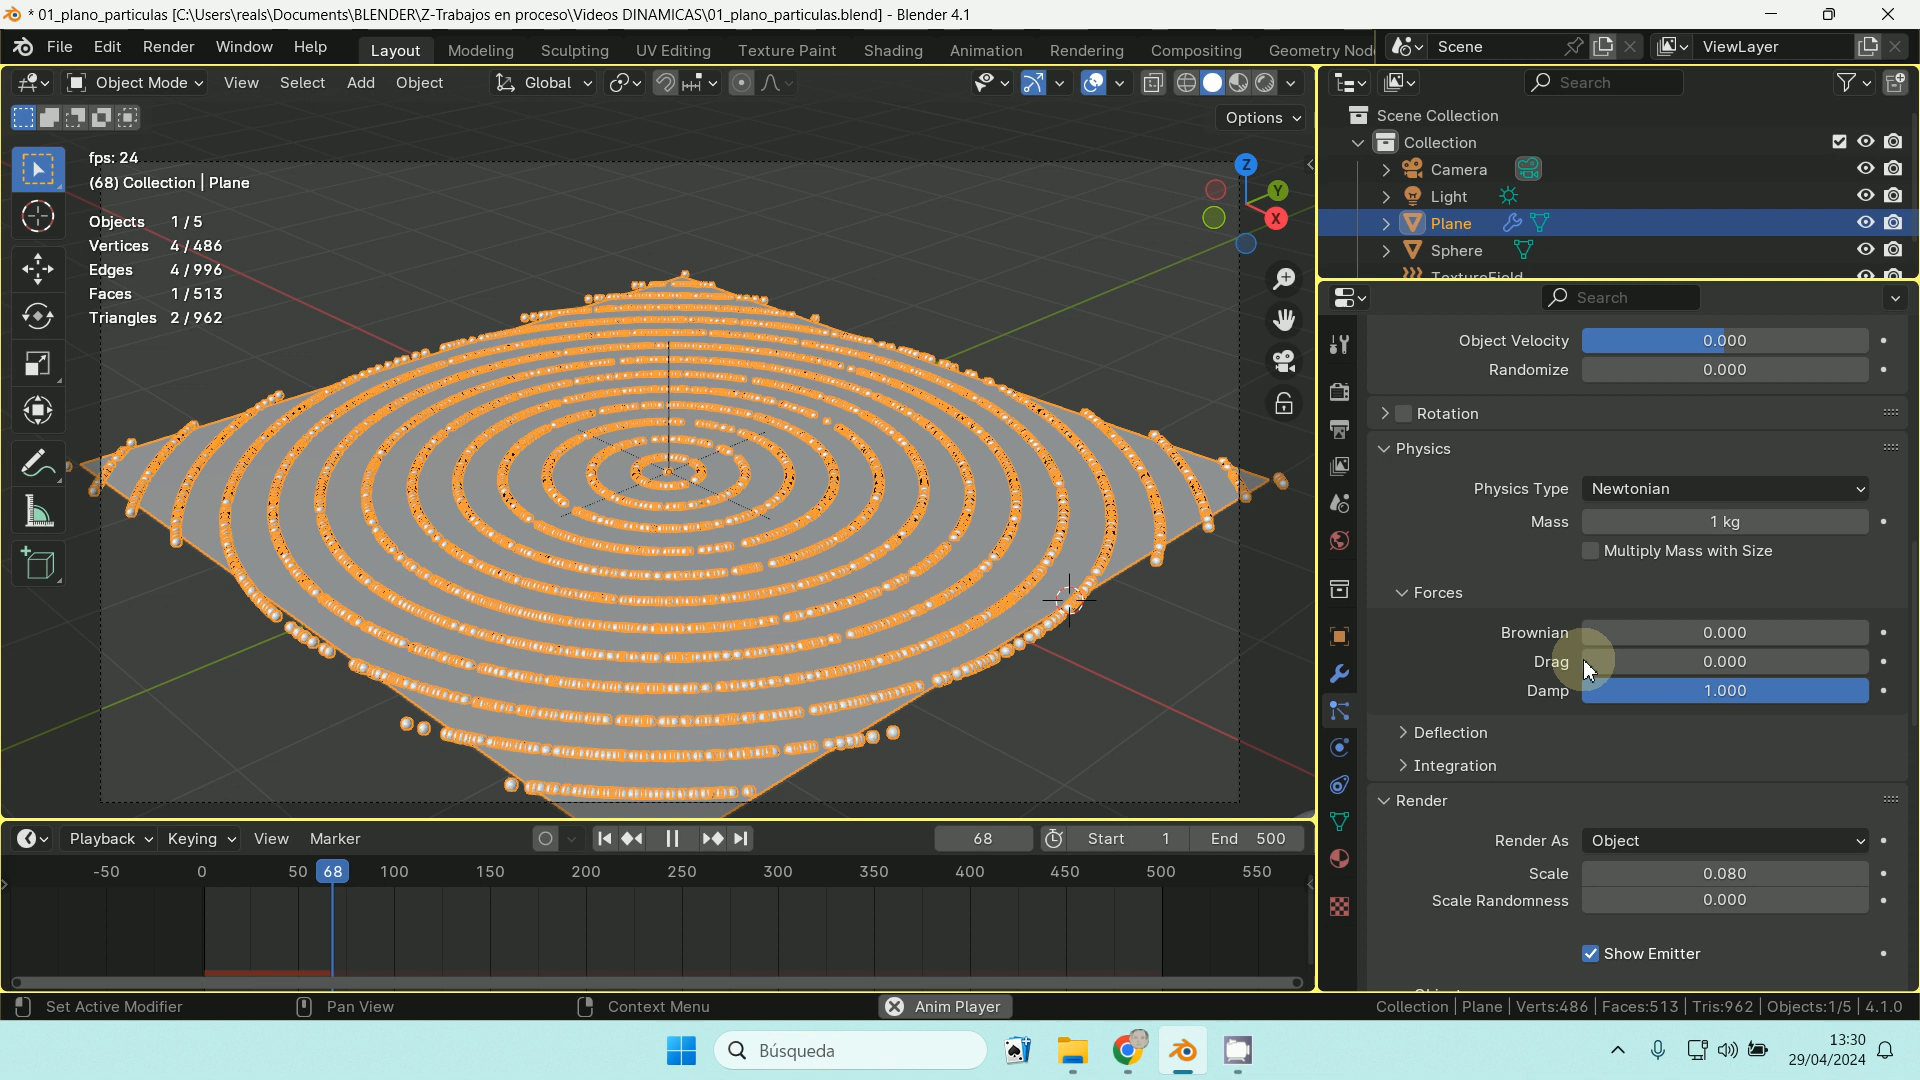 * 01_plano_particulas [C:\Users\reals\Documents\BLENDER\Z-Trabajos en proceso\Videos DINAMICAS\01_plano_particulas.blend] - Blender 4.1
File Edit Render Window Help Layout Modeling Sculpting UV Editing Texture Paint Shading Animation Rendering Compositing Geometry Nod Scene ViewLayer
Object Mode View Select Add Object Global Search
Options
Scene Collection
Collection
Camera
Light
Plane
Sphere
TextureField
fps: 24
(68) Collection | Plane
Objects 1/5
Vertices 4/486
Edges 4/996
Faces 1/513
Triangles 2/962
Z
Y
X
Search
Object Velocity 0.000
Randomize 0.000
Rotation
Physics
Physics Type Newtonian
Mass 1 kg
Multiply Mass with Size
Forces
Brownian 0.000
Drag 0.000
Damp 1.000
Deflection
Integration
Render
Render As Object
Scale 0.080
Scale Randomness 0.000
Show Emitter
Playback Keying View Marker 68 Start 1 End 500
-50 0 50 68 100 150 200 250 300 350 400 450 500 550
Set Active Modifier Pan View Context Menu Anim Player Collection | Plane | Verts:486 | Faces:513 | Tris:962 | Objects:1/5 | 4.1.0
Búsqueda
13:30
29/04/2024